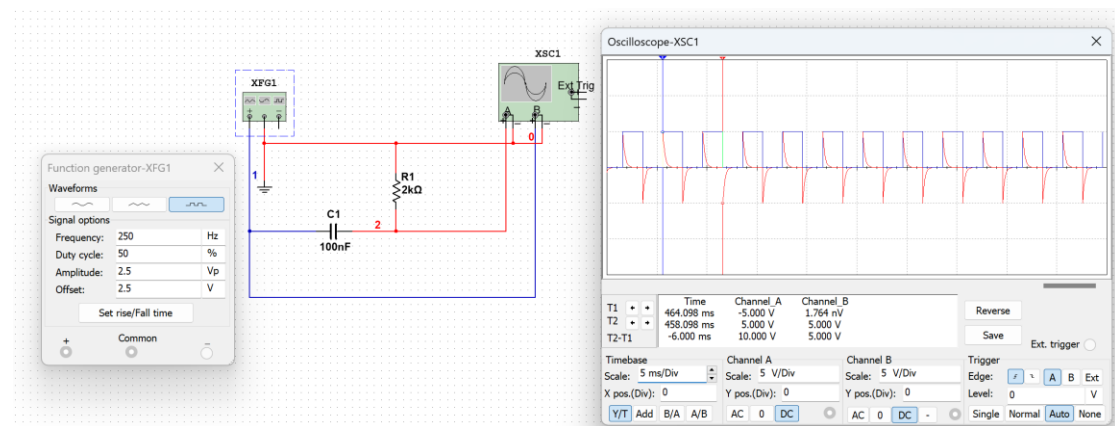 XFG1
XSC1
Ext Trig
+
-
A
B
+
-
+
-
0
1
R1
2kΩ
C1
100nF
2
Function generator-XFG1
Waveforms
Signal options
Frequency: 250 Hz
Duty cycle: 50 %
Amplitude: 2.5 Vp
Offset: 2.5 V
Set rise/Fall time
+ Common -
Oscilloscope-XSC1
Time Channel_A Channel_B
T1 464.098 ms -5.000 V 1.764 nV
T2 458.098 ms 5.000 V 5.000 V
T2-T1 -6.000 ms 10.000 V 5.000 V
Reverse
Save
Ext. trigger
Timebase
Scale: 5 ms/Div
X pos.(Div): 0
Y/T Add B/A A/B
Channel A
Scale: 5 V/Div
Y pos.(Div): 0
AC 0 DC
Channel B
Scale: 5 V/Div
Y pos.(Div): 0
AC 0 DC -
Trigger
Edge: A B Ext
Level: 0 V
Single Normal Auto None